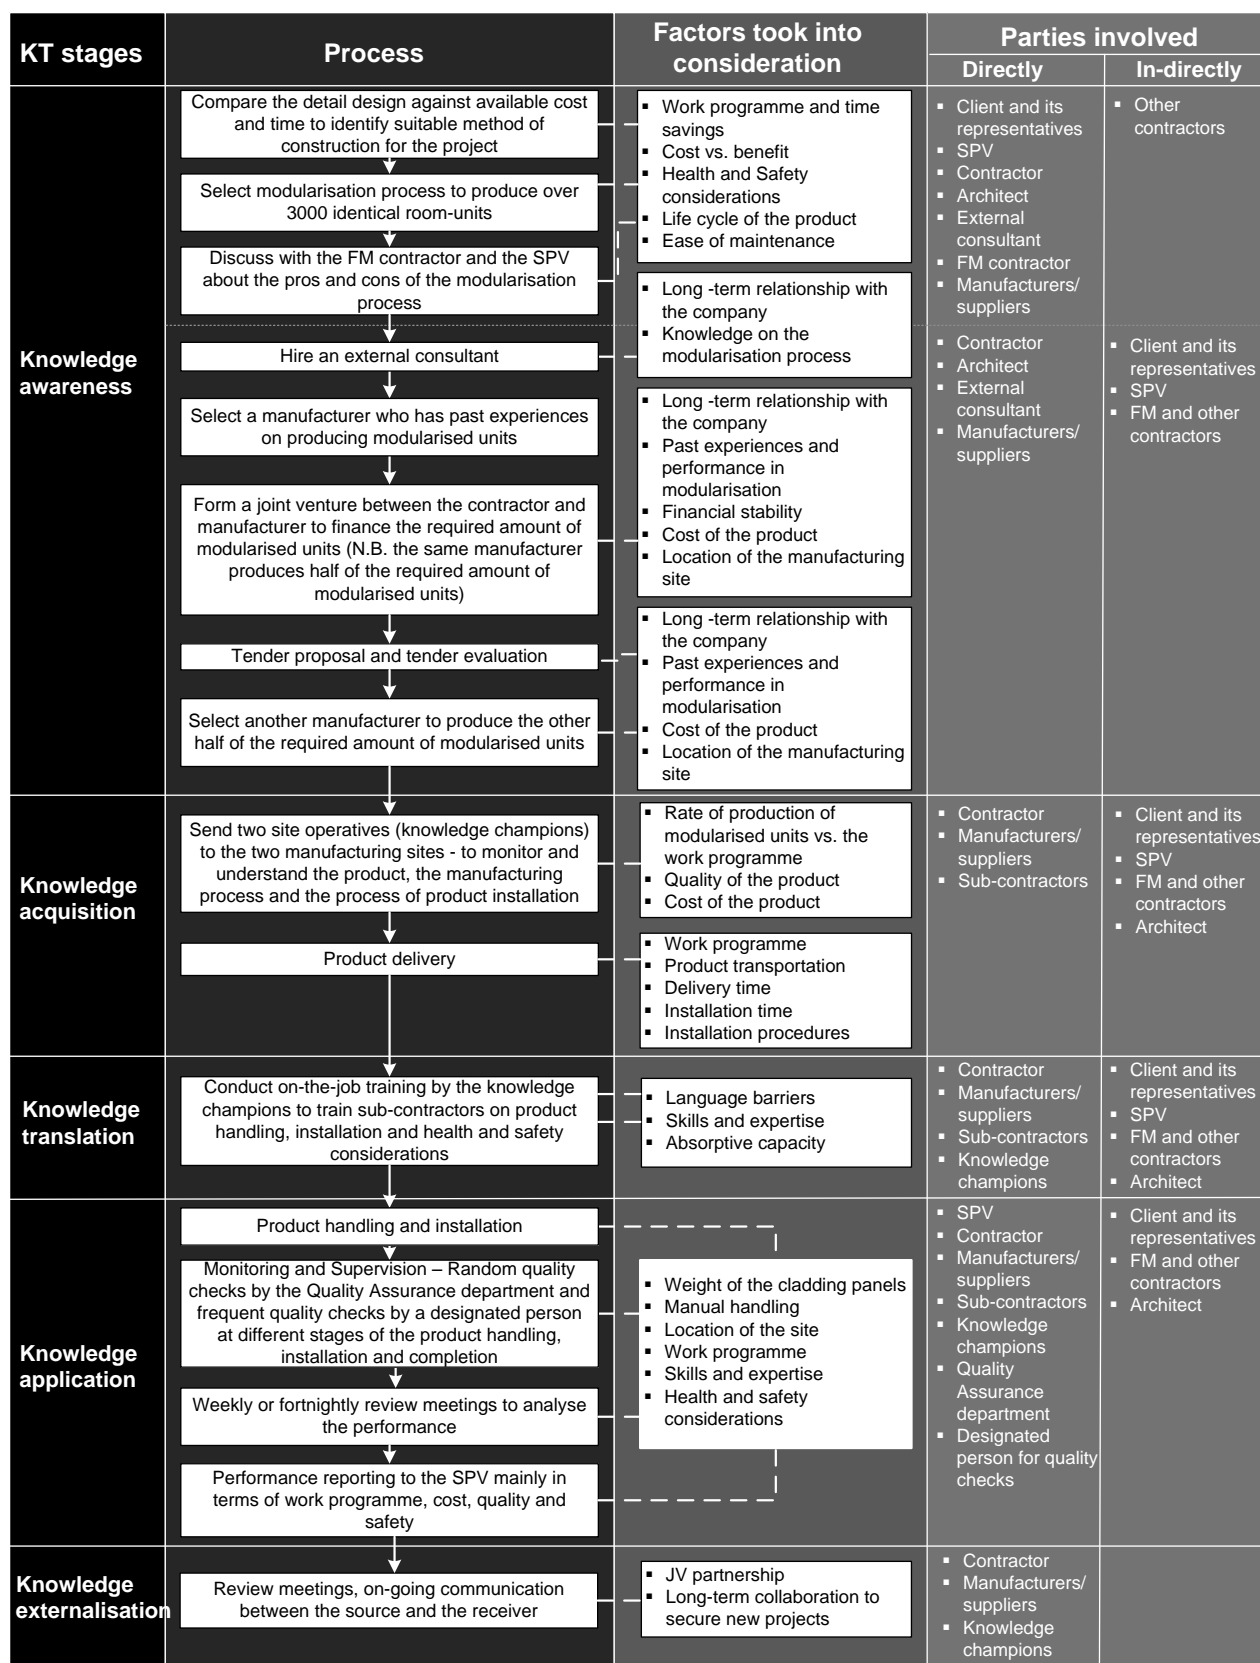 KT stages
Process
Factors took into
consideration
Parties involved
Directly
In-directly
Knowledge
awareness
Compare the detail design against available cost
and time to identify suitable method of
construction for the project
Select modularisation process to produce over
3000 identical room-units
Discuss with the FM contractor and the SPV
about the pros and cons of the modularisation
process
Hire an external consultant
Select a manufacturer who has past experiences
on producing modularised units
Form a joint venture between the contractor and
manufacturer to finance the required amount of
modularised units (N.B. the same manufacturer
produces half of the required amount of
modularised units)
Tender proposal and tender evaluation
Select another manufacturer to produce the other
half of the required amount of modularised units
▪ Work programme and time
savings
▪ Cost vs. benefit
▪ Health and Safety
considerations
▪ Life cycle of the product
▪ Ease of maintenance
▪ Long -term relationship with
the company
▪ Knowledge on the
modularisation process
▪ Long -term relationship with
the company
▪ Past experiences and
performance in
modularisation
▪ Financial stability
▪ Cost of the product
▪ Location of the manufacturing
site
▪ Long -term relationship with
the company
▪ Past experiences and
performance in
modularisation
▪ Cost of the product
▪ Location of the manufacturing
site
▪ Client and its
representatives
▪ SPV
▪ Contractor
▪ Architect
▪ External
consultant
▪ FM contractor
▪ Manufacturers/
suppliers
▪ Other
contractors
▪ Contractor
▪ Architect
▪ External
consultant
▪ Manufacturers/
suppliers
▪ Client and its
representatives
▪ SPV
▪ FM and other
contractors
Knowledge
acquisition
Send two site operatives (knowledge champions)
to the two manufacturing sites - to monitor and
understand the product, the manufacturing
process and the process of product installation
Product delivery
▪ Rate of production of
modularised units vs. the
work programme
▪ Quality of the product
▪ Cost of the product
▪ Work programme
▪ Product transportation
▪ Delivery time
▪ Installation time
▪ Installation procedures
▪ Contractor
▪ Manufacturers/
suppliers
▪ Sub-contractors
▪ Client and its
representatives
▪ SPV
▪ FM and other
contractors
▪ Architect
Knowledge
translation
Conduct on-the-job training by the knowledge
champions to train sub-contractors on product
handling, installation and health and safety
considerations
▪ Language barriers
▪ Skills and expertise
▪ Absorptive capacity
▪ Contractor
▪ Manufacturers/
suppliers
▪ Sub-contractors
▪ Knowledge
champions
▪ Client and its
representatives
▪ SPV
▪ FM and other
contractors
▪ Architect
Knowledge
application
Product handling and installation
Monitoring and Supervision – Random quality
checks by the Quality Assurance department and
frequent quality checks by a designated person
at different stages of the product handling,
installation and completion
Weekly or fortnightly review meetings to analyse
the performance
Performance reporting to the SPV mainly in
terms of work programme, cost, quality and
safety
▪ Weight of the cladding panels
▪ Manual handling
▪ Location of the site
▪ Work programme
▪ Skills and expertise
▪ Health and safety
considerations
▪ SPV
▪ Contractor
▪ Manufacturers/
suppliers
▪ Sub-contractors
▪ Knowledge
champions
▪ Quality
Assurance
department
▪ Designated
person for quality
checks
▪ Client and its
representatives
▪ FM and other
contractors
▪ Architect
Knowledge
externalisation
Review meetings, on-going communication
between the source and the receiver
▪ JV partnership
▪ Long-term collaboration to
secure new projects
▪ Contractor
▪ Manufacturers/
suppliers
▪ Knowledge
champions